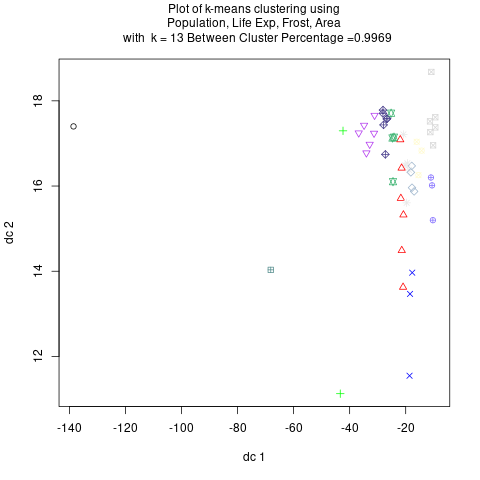 Plot of k-means clustering using
Population, Life Exp, Frost, Area
with k = 13 Between Cluster Percentage =0.9969
18
16
14
12
dc 2
-140
-120
-100
-80
-60
-40
-20
dc 1